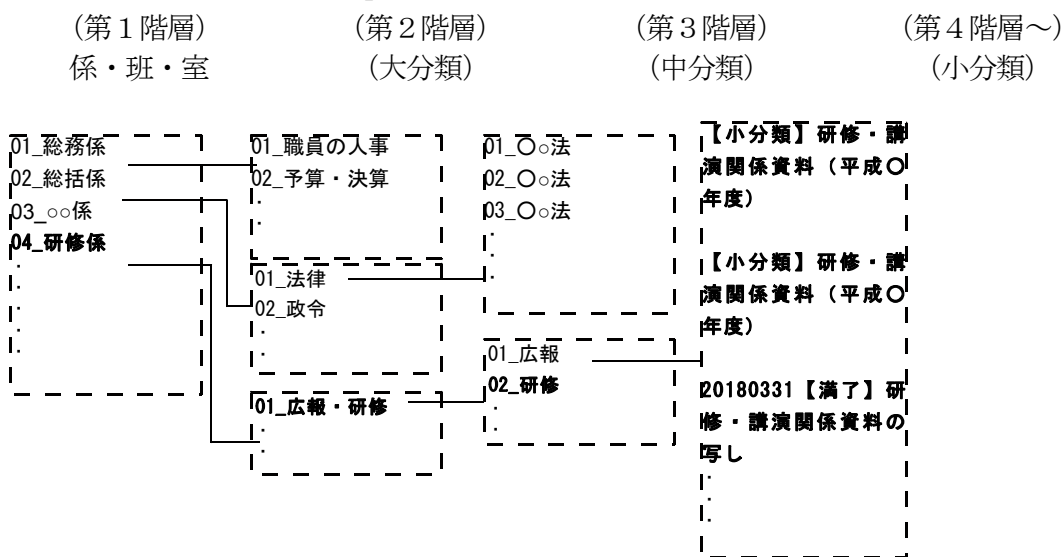 (第１階層)
係・班・室
(第２階層)
(大分類)
(第３階層)
(中分類)
(第４階層～)
(小分類)
01_総務係
02_総括係
03_○○係
04_研修係
・
・
・
・
・
01_職員の人事
02_予算・決算
・
・
01_法律
02_政令
・
・
01_広報・研修
・
・
01_〇○法
02_〇○法
03_〇○法
・
・
・
01_広報
02_研修
・
・
【小分類】研修・講
演関係資料（平成〇
年度）
【小分類】研修・講
演関係資料（平成〇
年度）
20180331【満了】研
修・講演関係資料の
写し
・
・
・